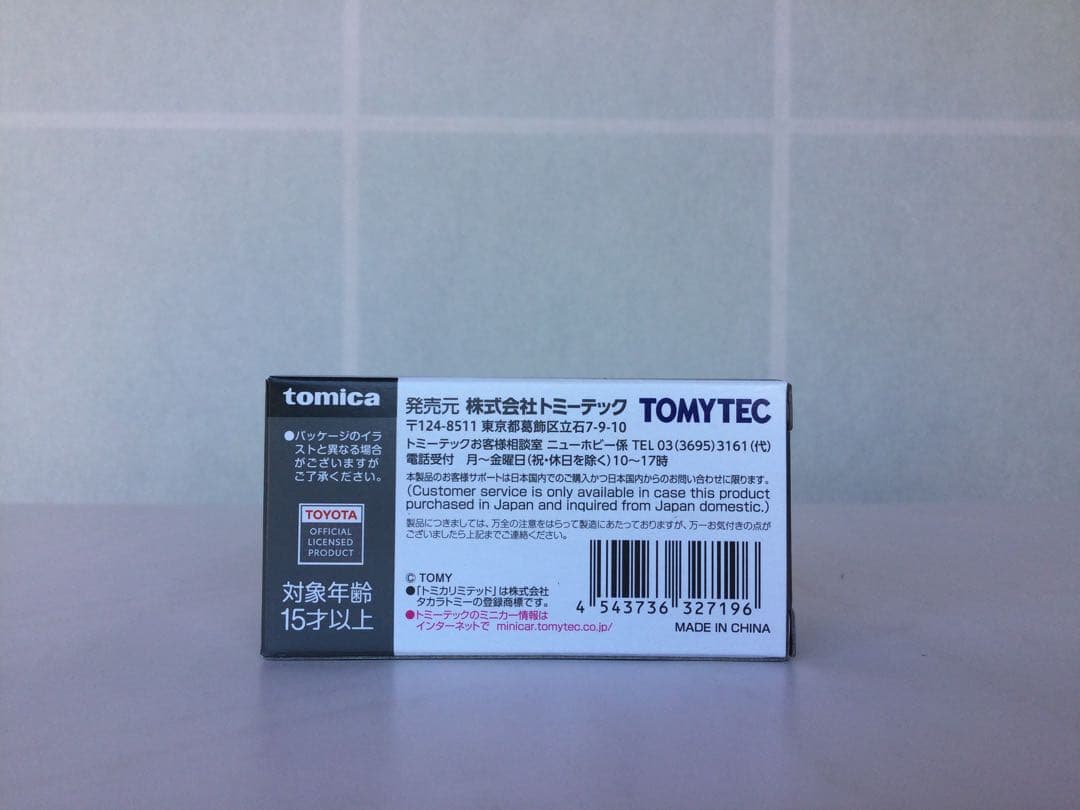 tomica
●パッケージのイラ
ストと異なる場合
がございますが
ご了承ください。
TOYOTA
OFFICIAL
LICENSED
PRODUCT
対象年齢
15才以上
発売元 株式会社トミーテック TOMYTEC
〒124-8511 東京都葛飾区立石7-9-10
トミーテックお客様相談室 ニューホビー係 TEL 03(3695)3161(代)
電話受付 月〜金曜日(祝・休日を除く)10〜17時
本製品のお客様サポートは日本国内でのご購入かつ日本国内からのお問い合わせに限ります。
(Customer service is only available in case this product
purchased in Japan and inquired from Japan domestic.)
製品につきましては、万全の注意をはらって製造にあたっておりますが、万一お気付きの点が
ございましたら上記までご連絡ください。
© TOMY
●「トミカリミテッド」は株式会社
タカラトミーの登録商標です。
●トミーテックのミニカー情報は
インターネットで minicar.tomytec.co.jp/
4 543736 327196
MADE IN CHINA